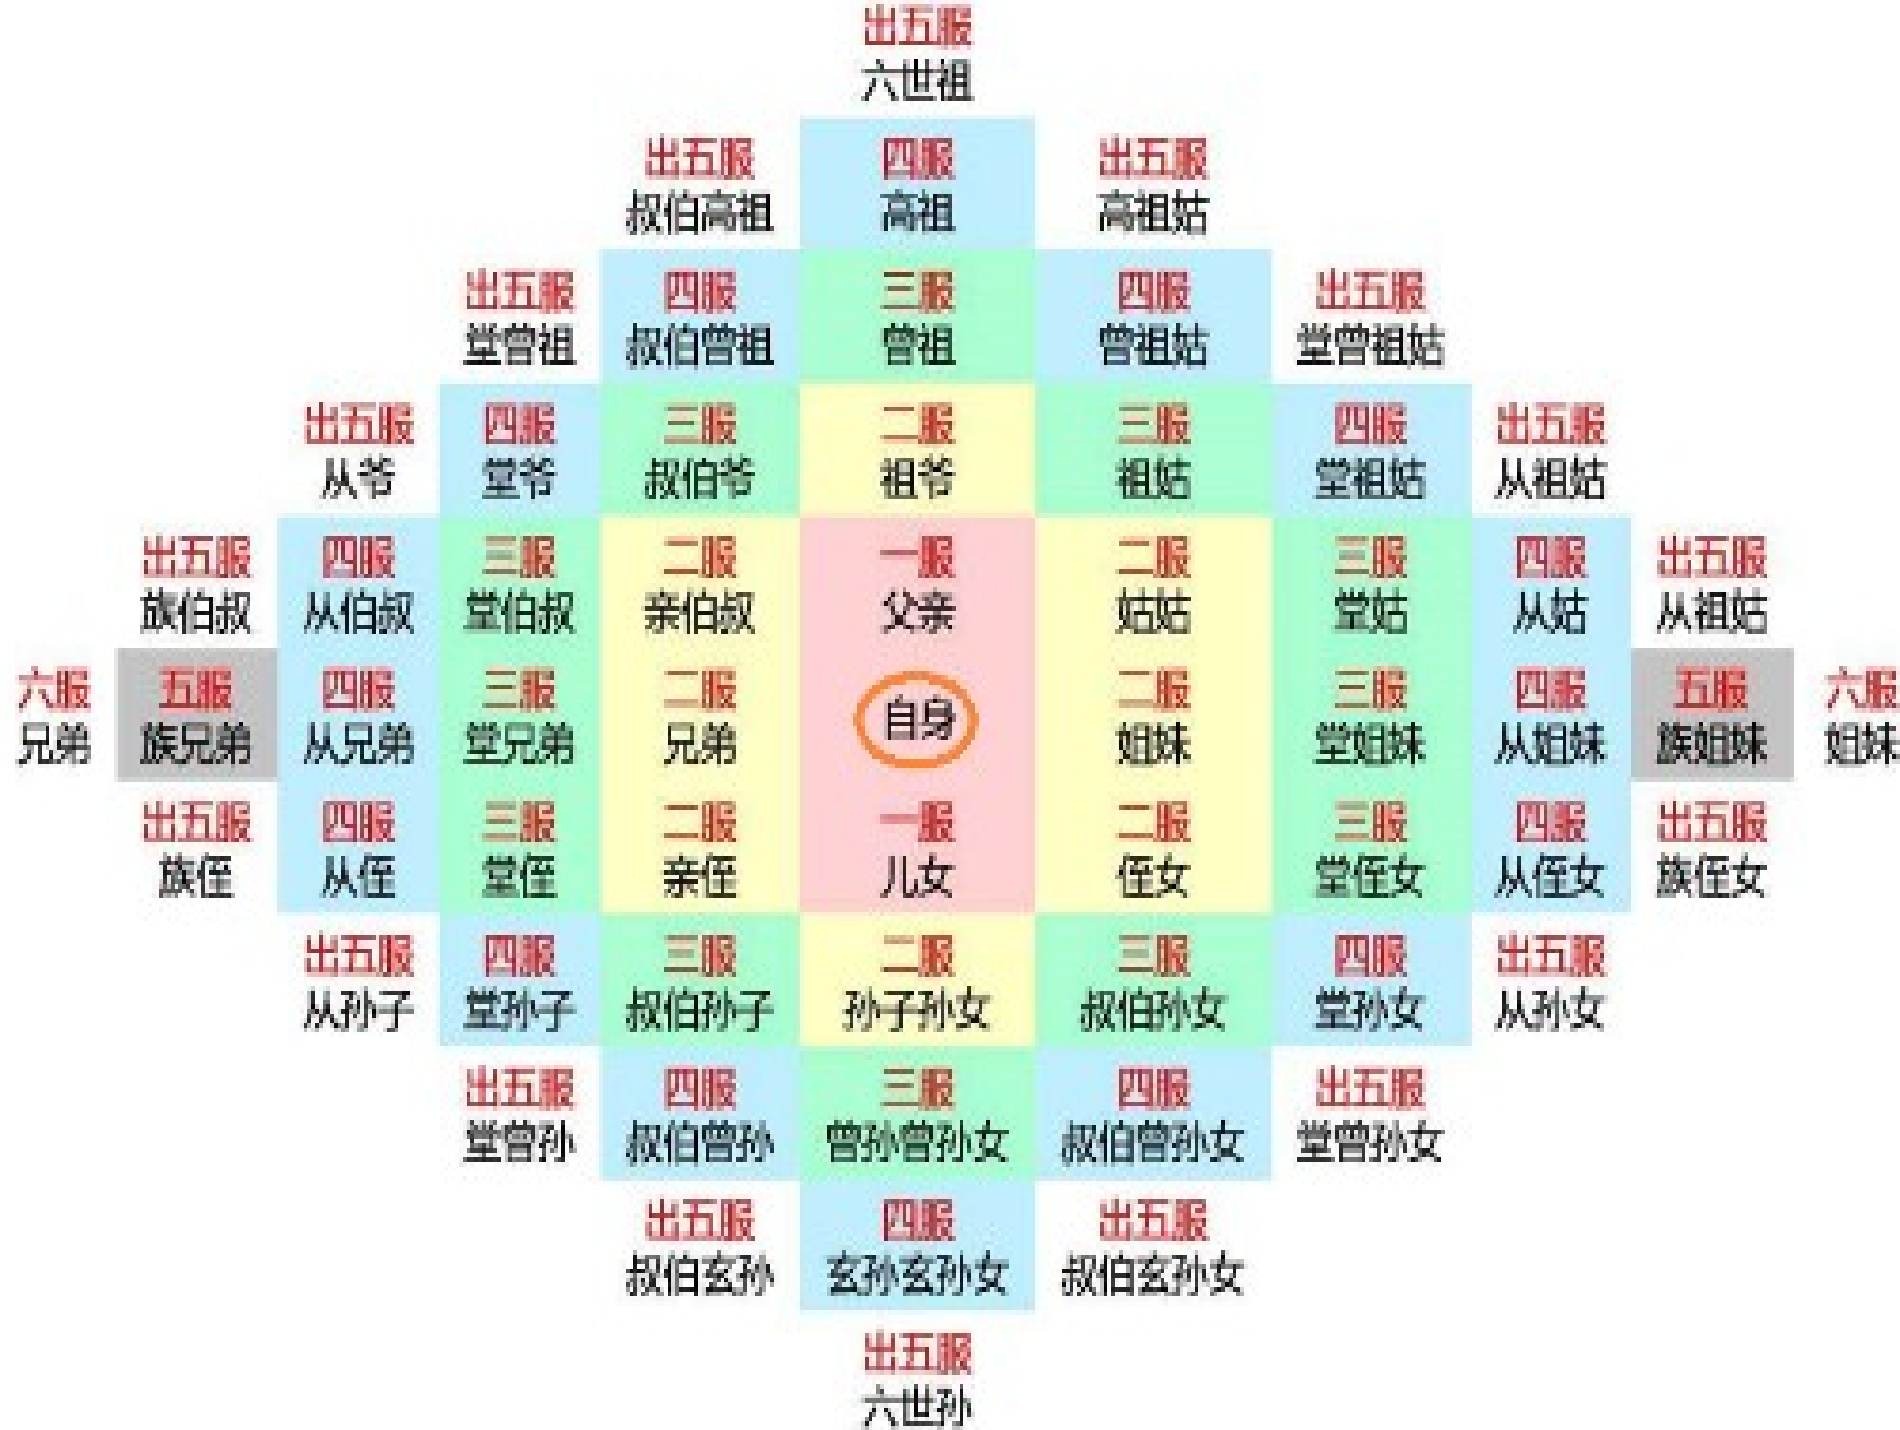 出五服
六世祖
出五服 四服 出五服
叔伯高祖 高祖 高祖姑
出五服 四服 三服 四服 出五服
堂曾祖 叔伯曾祖 曾祖 曾祖姑 堂曾祖姑
出五服 四服 三服 二服 三服 四服 出五服
从爷 堂爷 叔伯爷 祖爷 祖姑 堂祖姑 从祖姑
出五服 四服 三服 二服 一服 二服 三服 四服 出五服
族伯叔 从伯叔 堂伯叔 亲伯叔 父亲 姑姑 堂姑 从姑 从祖姑
六服 五服 四服 三服 二服 自身 二服 三服 四服 五服 六服
兄弟 族兄弟 从兄弟 堂兄弟 兄弟 姐妹 堂姐妹 从姐妹 族姐妹 姐妹
出五服 四服 三服 二服 一服 二服 三服 四服 出五服
族侄 从侄 堂侄 亲侄 儿女 侄女 堂侄女 从侄女 族侄女
出五服 四服 三服 二服 三服 四服 出五服
从孙子 堂孙子 叔伯孙子 孙子孙女 叔伯孙女 堂孙女 从孙女
出五服 四服 三服 四服 出五服
堂曾孙 叔伯曾孙 曾孙曾孙女 叔伯曾孙女 堂曾孙女
出五服 四服 出五服
叔伯玄孙 玄孙玄孙女 叔伯玄孙女
出五服
六世孙